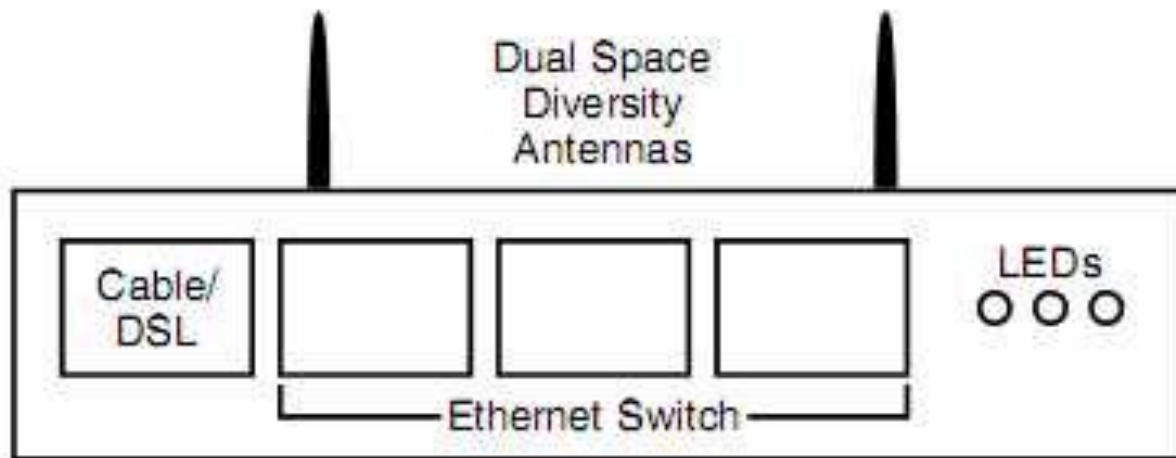 Dual Space
Diversity
Antennas
Cable/
DSL
LEDs
Ethernet Switch